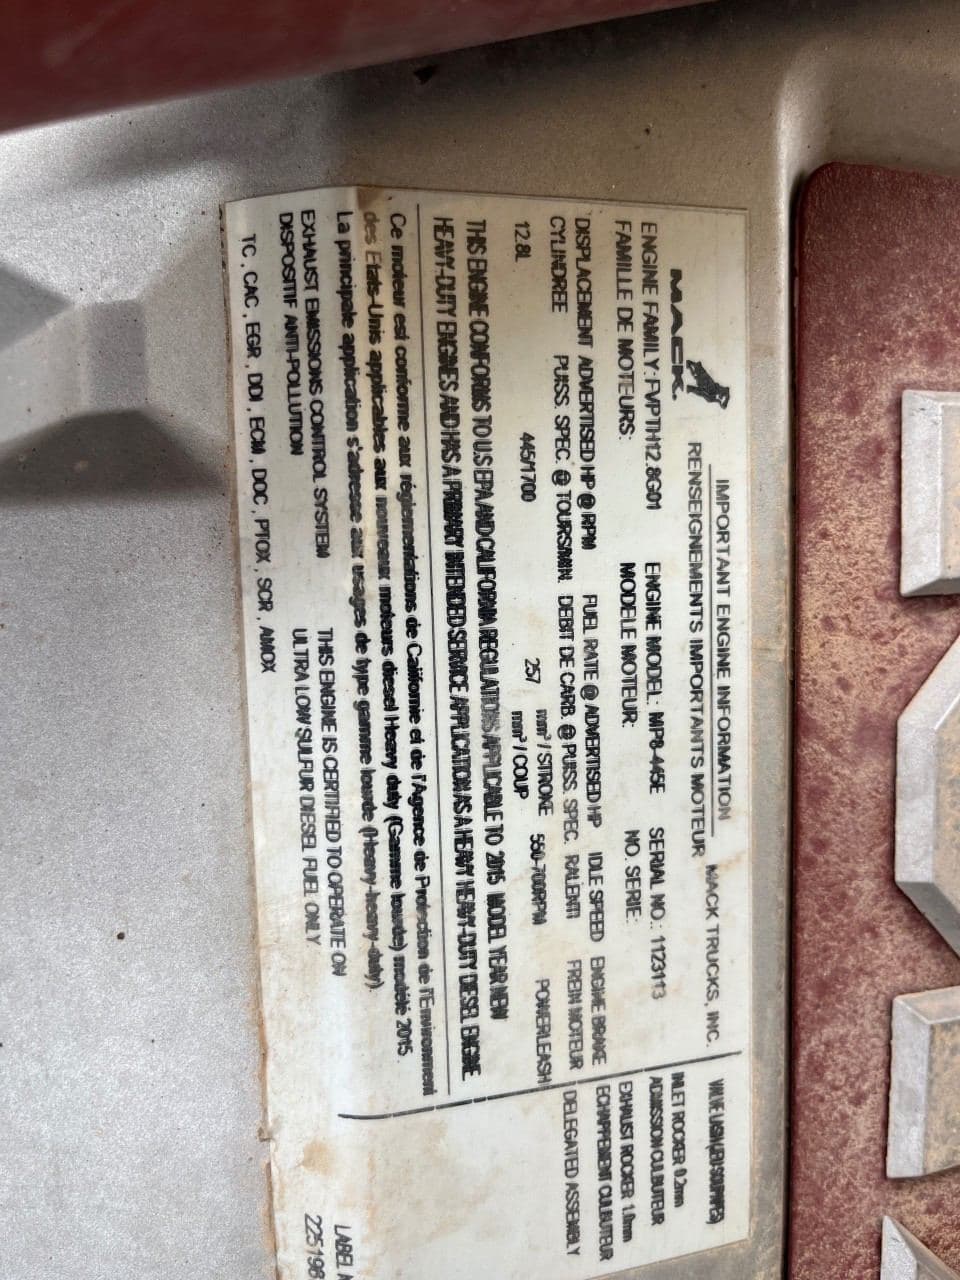 IMPORTANT ENGINE INFORMATION
MACK. RENSEIGNEMENTS IMPORTANTS MOTEUR MACK TRUCKS, INC.
ENGINE FAMILY: FVPTH12.8G01 ENGINE MODEL: MP8-445E SERIAL NO.: 1123113
FAMILLE DE MOTEURS: MODELE MOTEUR: NO. SERIE:
DISPLACEMENT ADVERTISED HP @ RPM FUEL RATE @ ADVERTISED HP IDLE SPEED ENGINE BRAKE
CYLINDREE PUISS. SPEC. @ TOURS/MIN. DEBIT DE CARB. @ PUISS. SPEC. RALENTI FREIN MOTEUR
12.8L 445/1700 257 mm³ / STROKE 550-700RPM POWERLEASH
mm³ / COUP
THIS ENGINE CONFORMS TO U.S EPA AND CALIFORNIA REGULATIONS APPLICABLE TO 2015 MODEL YEAR NEW
HEAVY-DUTY ENGINES AND HAS A PRIMARY INTENDED SERVICE APPLICATION AS A HEAVY HEAVY-DUTY DIESEL ENGINE.
Ce moteur est conforme aux réglementations de Californie et de l'Agence de Protection de l'Environment
des Etats-Unis applicables aux nouveaux moteurs diesel Heavy duty (Gamme lourde) modèle 2015.
La principale application s'adresse aux usages de type gamme lourde (Heavy-heavy-duty).
EXHAUST EMISSIONS CONTROL SYSTEM THIS ENGINE IS CERTIFIED TO OPERATE ON
DISPOSITIF ANTI-POLLUTION ULTRA LOW SULFUR DIESEL FUEL ONLY
TC , CAC , EGR , DDI , ECM , DOC , PTOX , SCR , AMOX
VALVE LASH
INLET ROCKER 0.2mm
ADMISSION CULBUTEUR
EXHAUST ROCKER 1.0mm
ECHAPPEMENT CULBUTEUR
DELEGATED ASSEMBLY
LABEL
225198